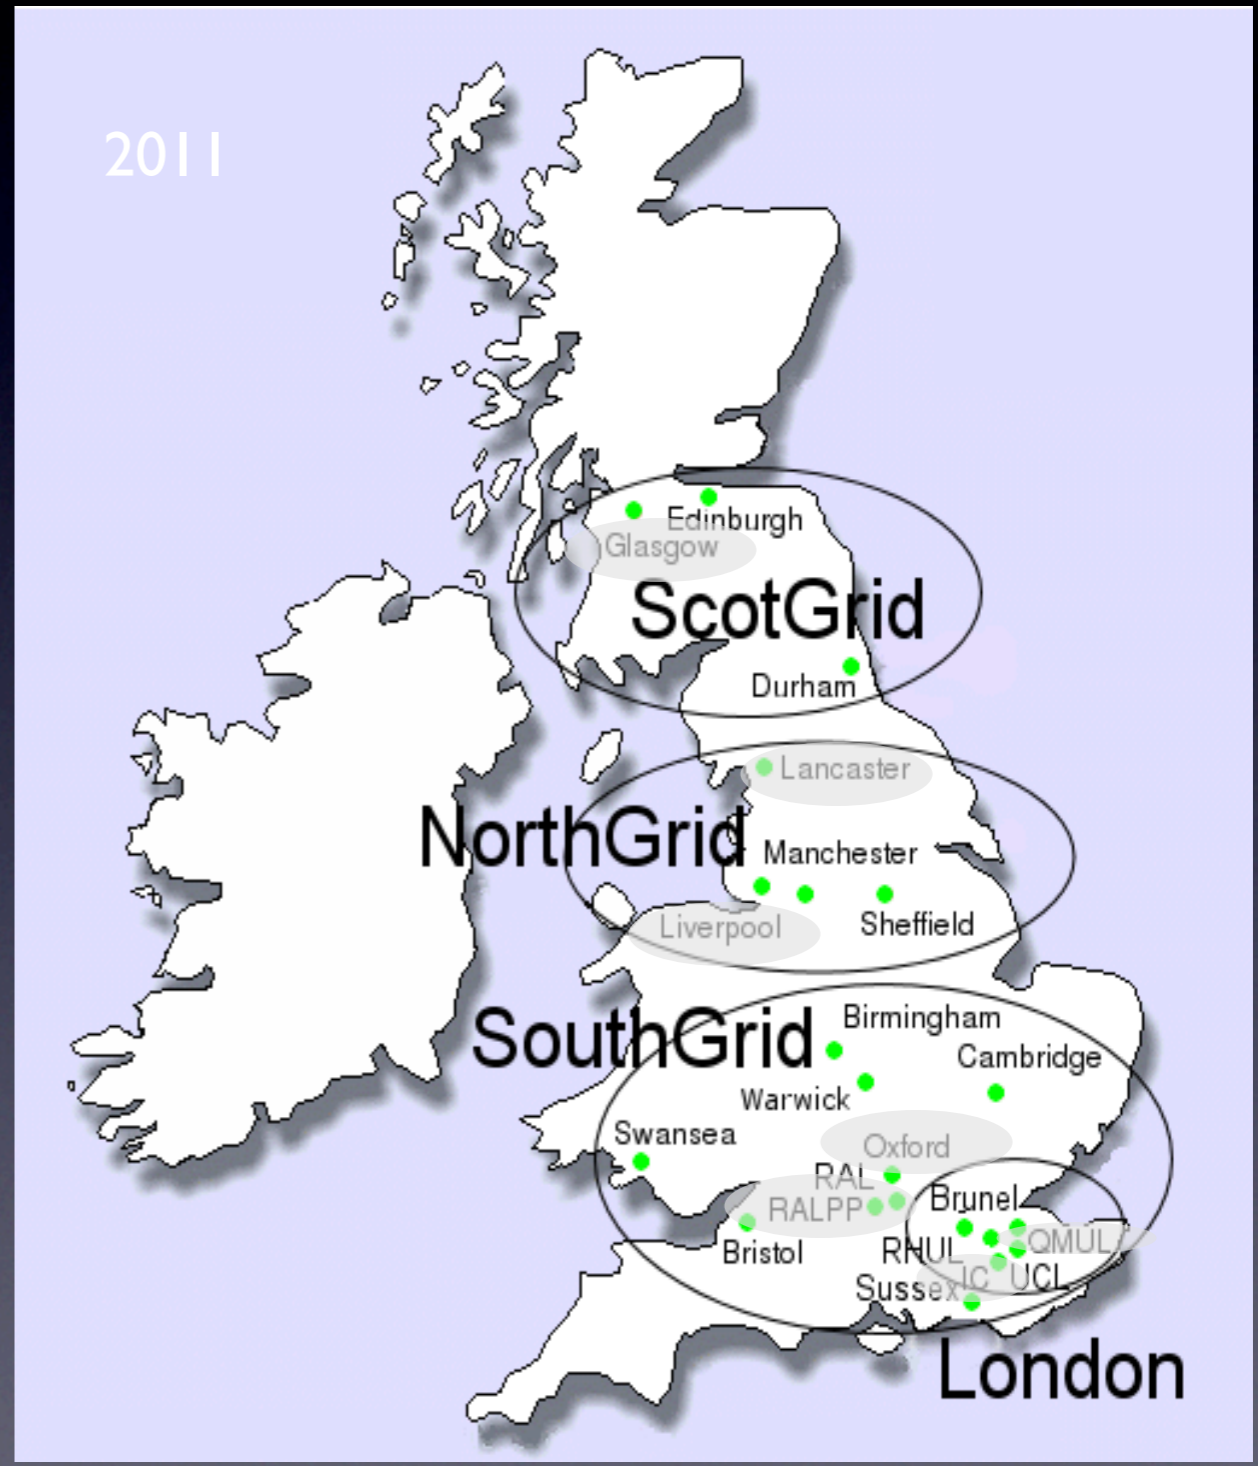 2011
Edinburgh
Glasgow
ScotGrid
Durham
Lancaster
NorthGrid
Manchester
Liverpool
Sheffield
SouthGrid
Birmingham
Cambridge
Warwick
Swansea
Oxford
RAL
RALPP
Brunel
Bristol
RHUL
QMUL
Sussex
IC
UCL
London